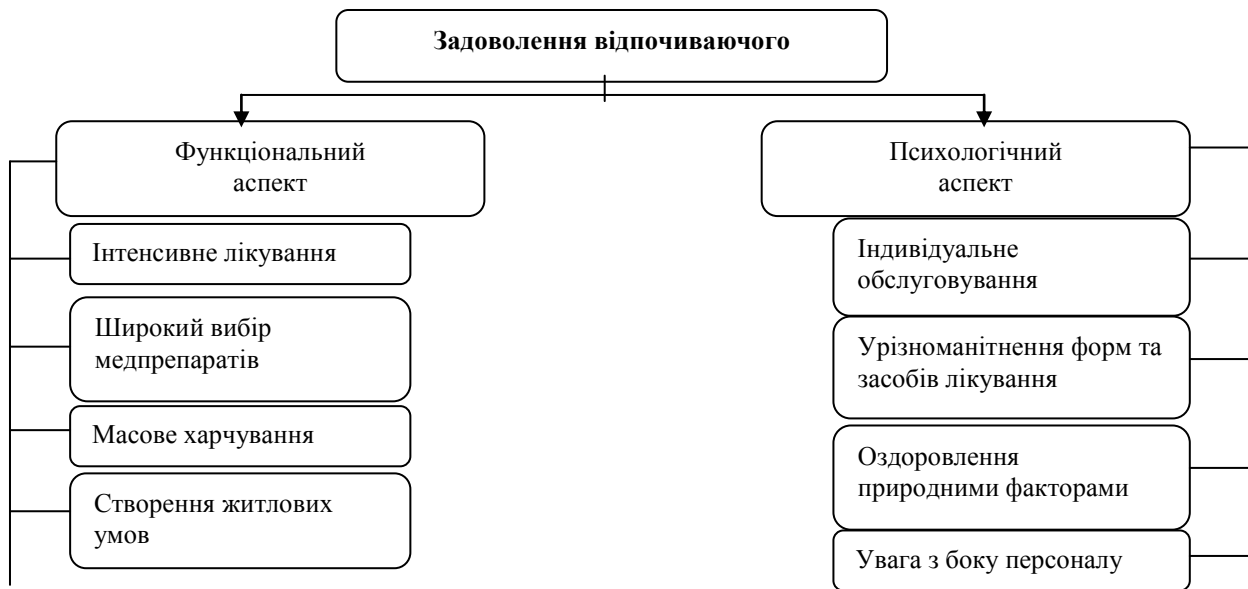 Задоволення відпочиваючого
Функціональний
аспект
Інтенсивне лікування
Широкий вибір
медпрепаратів
Масове харчування
Створення житлових
умов
Психологічний
аспект
Індивідуальне
обслуговування
Урізноманітнення форм та
засобів лікування
Оздоровлення
природними факторами
Увага з боку персоналу